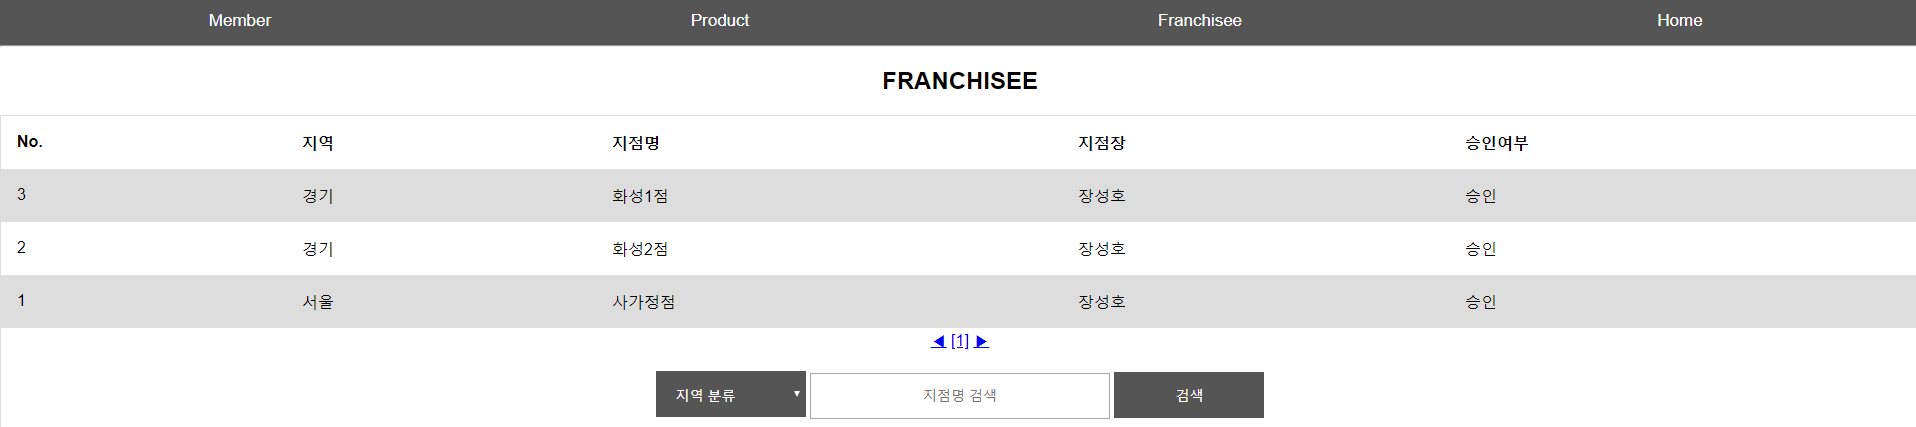 Member Product Franchisee Home
FRANCHISEE
No. 지역 지점명 지점장 승인여부
3 경기 화성1점 장성호 승인
2 경기 화성2점 장성호 승인
1 서울 사가정점 장성호 승인
◀ [1] ▶
지역 분류 ▼ 지점명 검색 검색